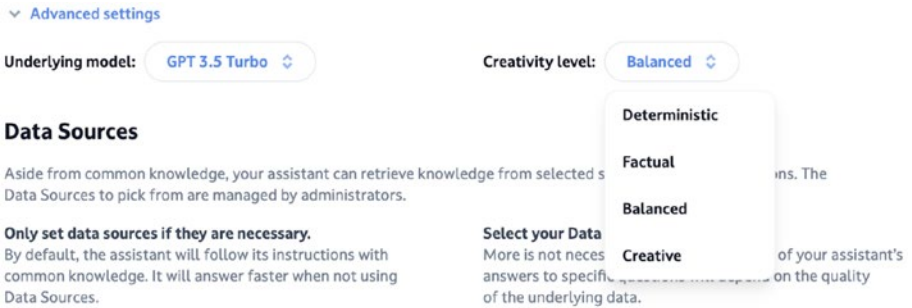 Advanced settings
Underlying model: GPT 3.5 Turbo
Creativity level: Balanced
Deterministic
Factual
Balanced
Creative
Data Sources
Aside from common knowledge, your assistant can retrieve knowledge from selected s ns. The
Data Sources to pick from are managed by administrators.
Only set data sources if they are necessary.
By default, the assistant will follow its instructions with
common knowledge. It will answer faster when not using
Data Sources.
Select your Data
More is not neces of your assistant's
answers to specific questions will depend on the quality
of the underlying data.